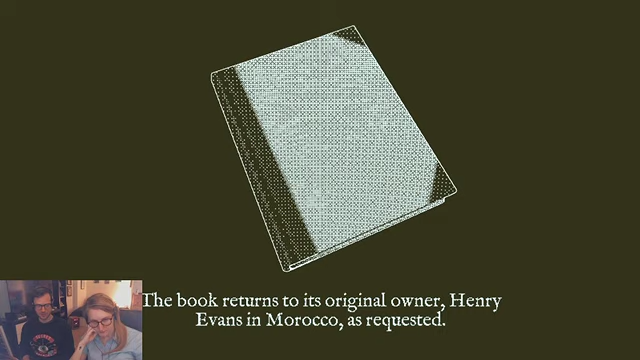 The book returns to its original owner, Henry
Evans in Morocco, as requested.